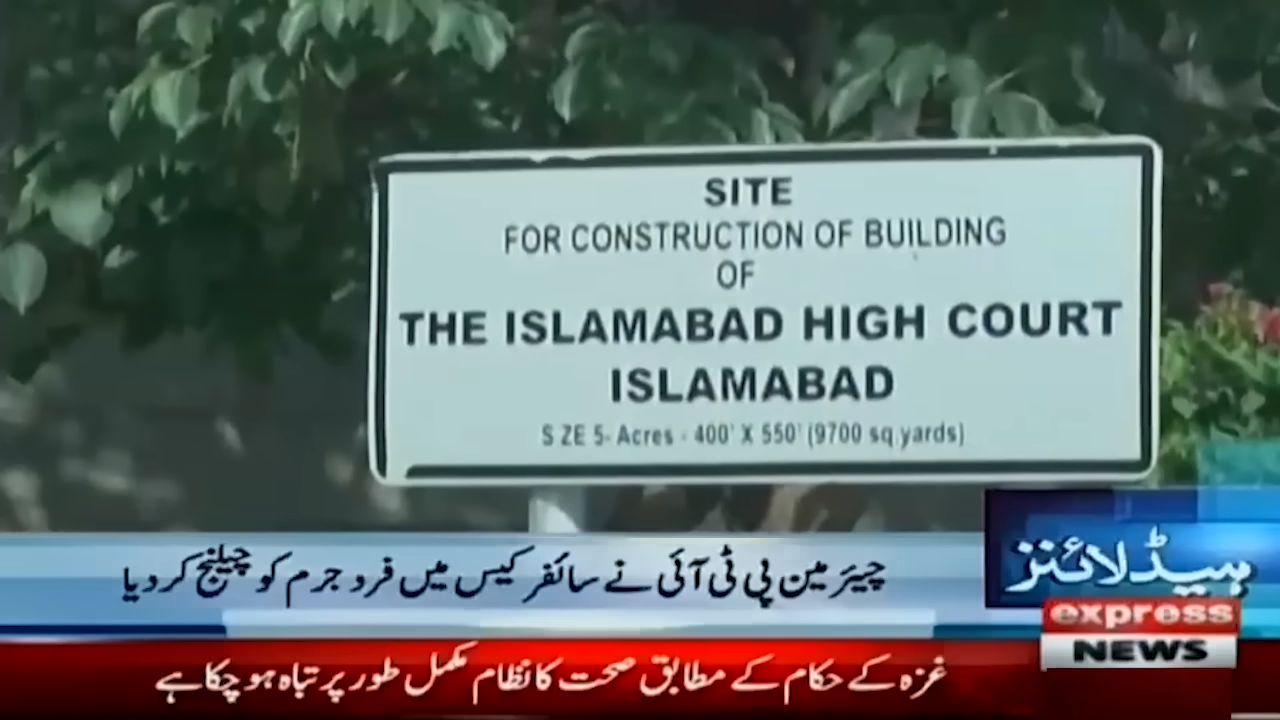 SITE
FOR CONSTRUCTION OF BUILDING
OF
THE ISLAMABAD HIGH COURT
ISLAMABAD
S ZE 5- Acres - 400' X 550' (9700 sq.yards)
چیئرمین پی ٹی آئی نے سائفر کیس میں فرد جرم کو چیلنج کر دیا
ہیڈلائنز
express
NEWS
غزہ کے حکام کے مطابق صحت کا نظام مکمل طور پر تباہ ہو چکا ہے